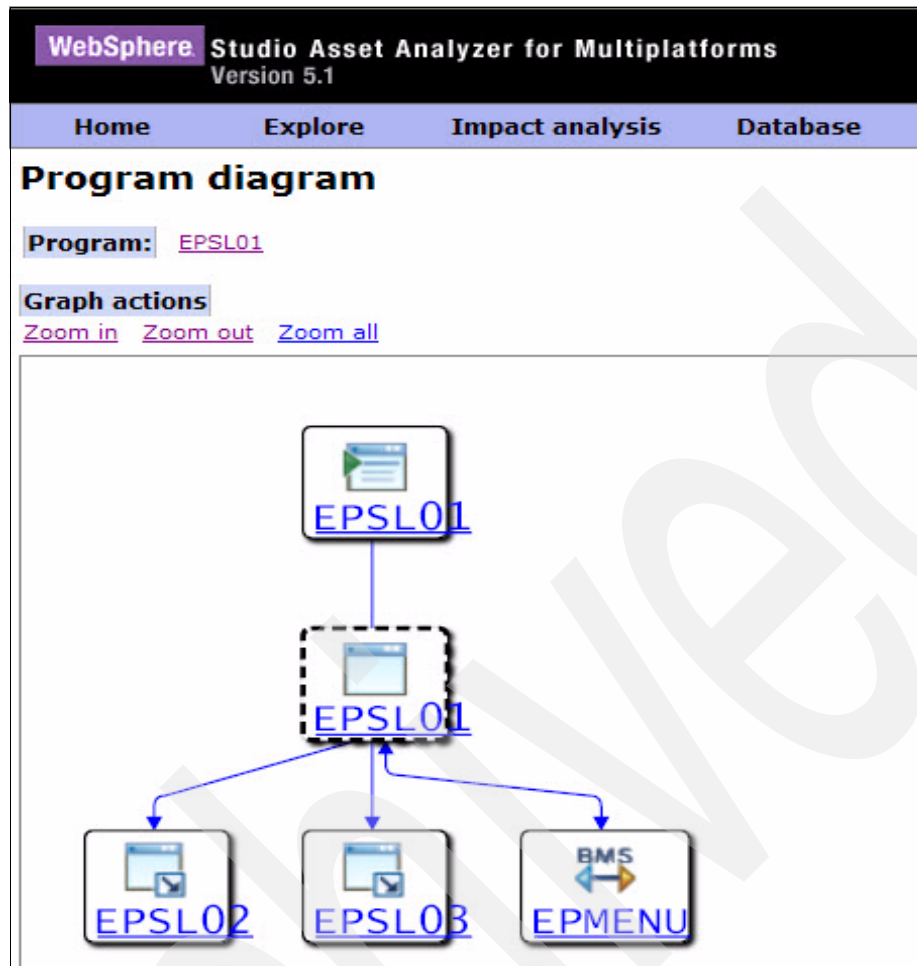 WebSphere. Studio Asset Analyzer for Multiplatforms
Version 5.1
Home Explore Impact analysis Database
Program diagram
Program: EPSL01
Graph actions
Zoom in Zoom out Zoom all
EPSL01
EPSL01
BMS
EPSL02 EPSL03 EPMENU